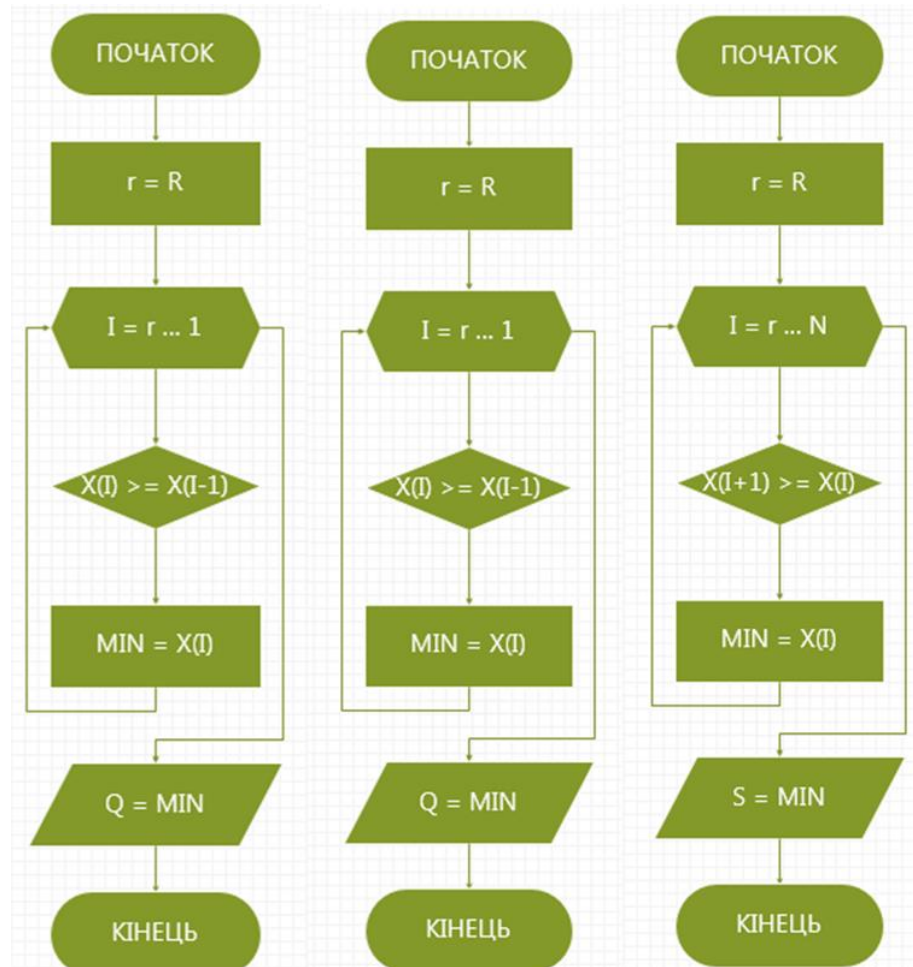 ПОЧАТОК
r = R
I = r ... 1
X(I) >= X(I-1)
MIN = X(I)
Q = MIN
КІНЕЦЬ
ПОЧАТОК
r = R
I = r ... 1
X(I) >= X(I-1)
MIN = X(I)
Q = MIN
КІНЕЦЬ
ПОЧАТОК
r = R
I = r ... N
X(I+1) >= X(I)
MIN = X(I)
S = MIN
КІНЕЦЬ